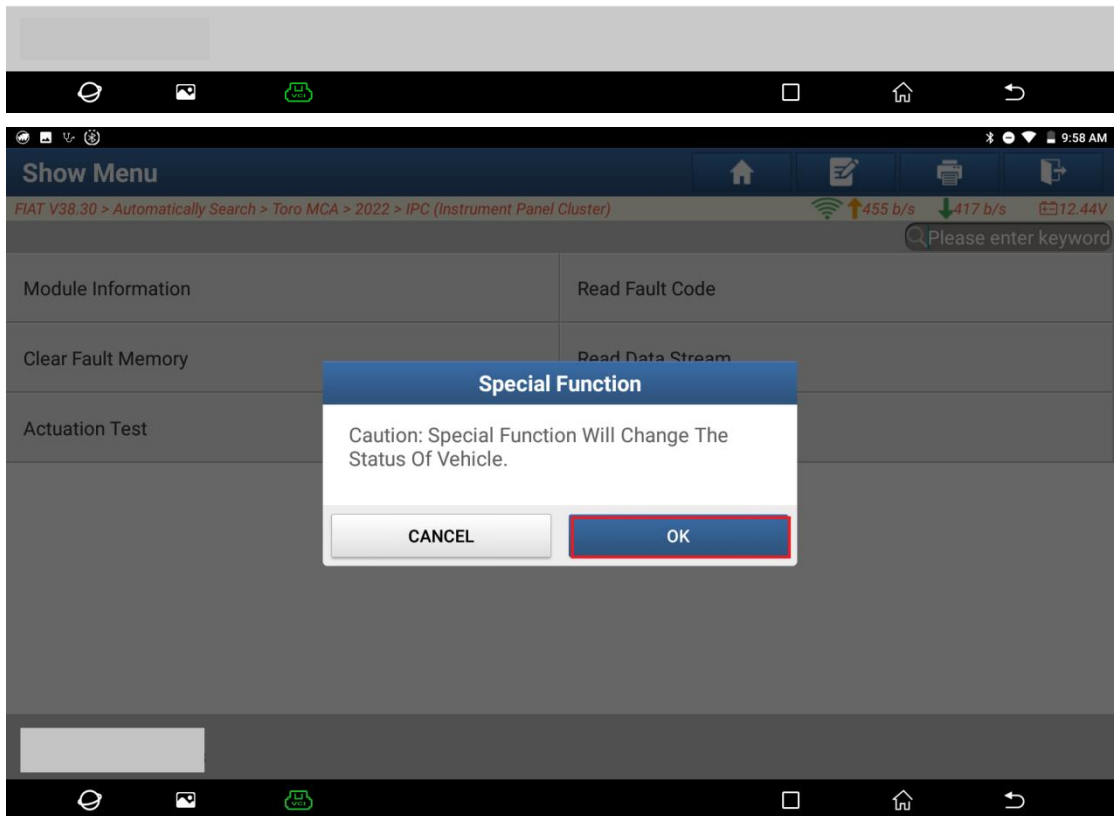 VCI
9:58 AM
Show Menu
FIAT V38.30 > Automatically Search > Toro MCA > 2022 > IPC (Instrument Panel Cluster)
455 b/s
417 b/s
12.44V
Please enter keyword
Module Information
Read Fault Code
Clear Fault Memory
Read Data Stream
Actuation Test
Special Function
Caution: Special Function Will Change The
Status Of Vehicle.
CANCEL
OK
VCI